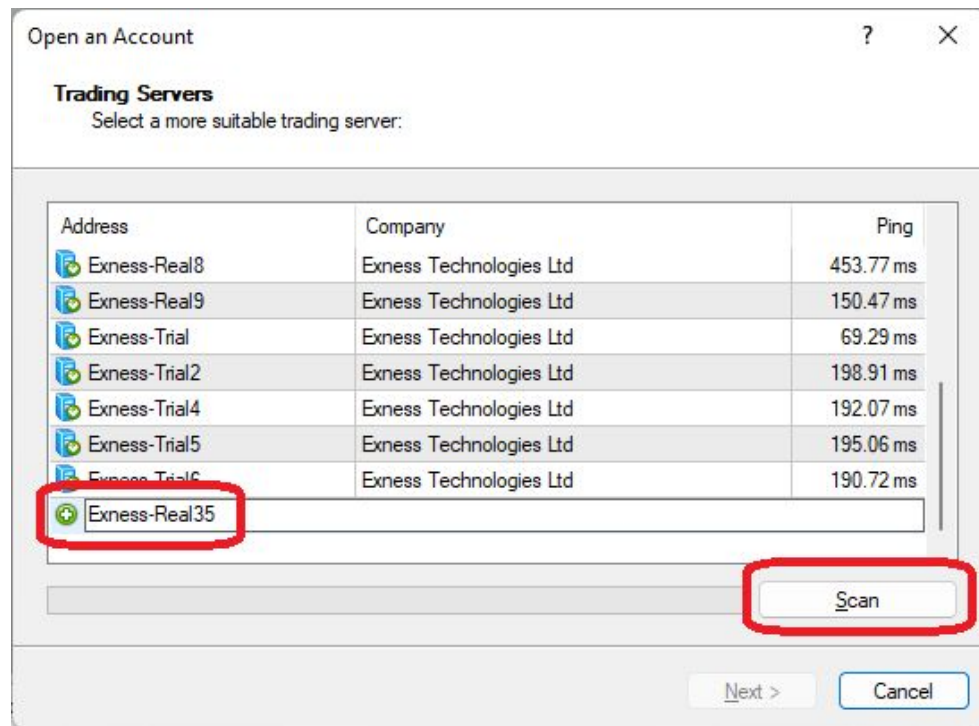 Open an Account ?
Trading Servers
Select a more suitable trading server:
Address Company Ping
Exness-Real8 Exness Technologies Ltd 453.77 ms
Exness-Real9 Exness Technologies Ltd 150.47 ms
Exness-Trial Exness Technologies Ltd 69.29 ms
Exness-Trial2 Exness Technologies Ltd 198.91 ms
Exness-Trial4 Exness Technologies Ltd 192.07 ms
Exness-Trial5 Exness Technologies Ltd 195.06 ms
Exness-Trial6 Exness Technologies Ltd 190.72 ms
Exness-Real35
Scan
Next > Cancel